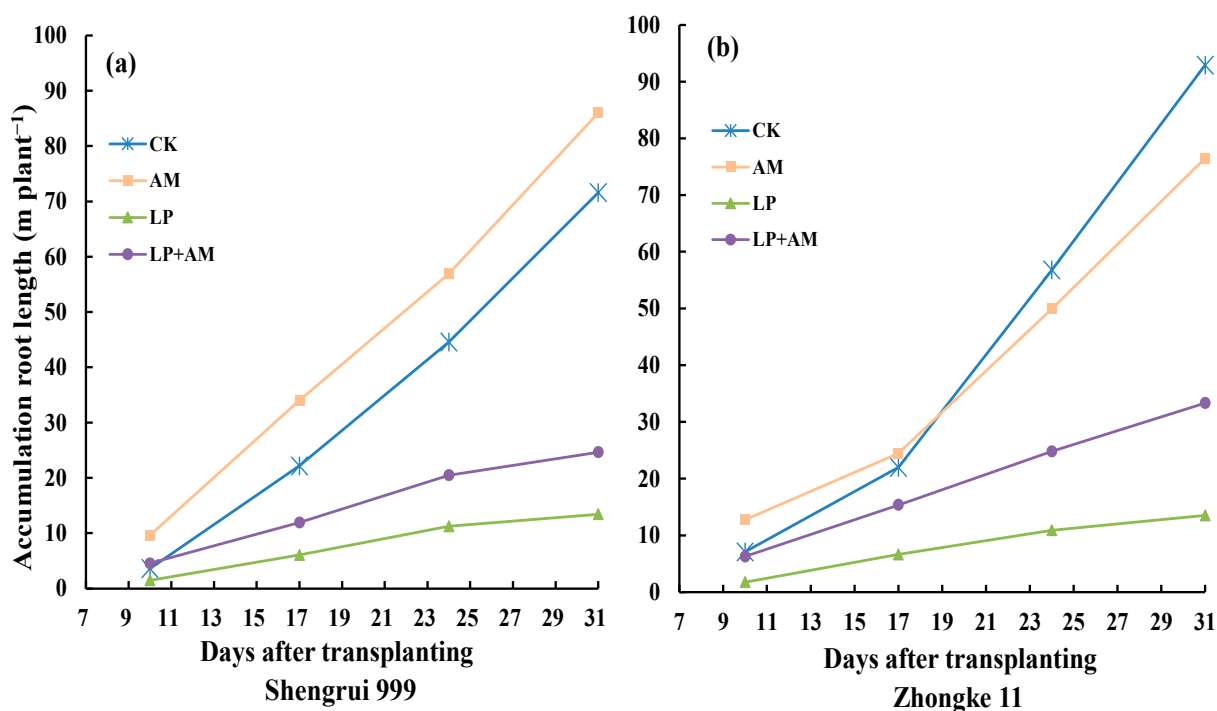 Accumulation root length (m plant⁻¹)
100
90
80
70
60
50
40
30
20
10
0
(a)
CK
AM
LP
LP+AM
7 9 11 13 15 17 19 21 23 25 27 29 31
Days after transplanting
Shengrui 999
100
90
80
70
60
50
40
30
20
10
0
(b)
CK
AM
LP
LP+AM
7 9 11 13 15 17 19 21 23 25 27 29 31
Days after transplanting
Zhongke 11